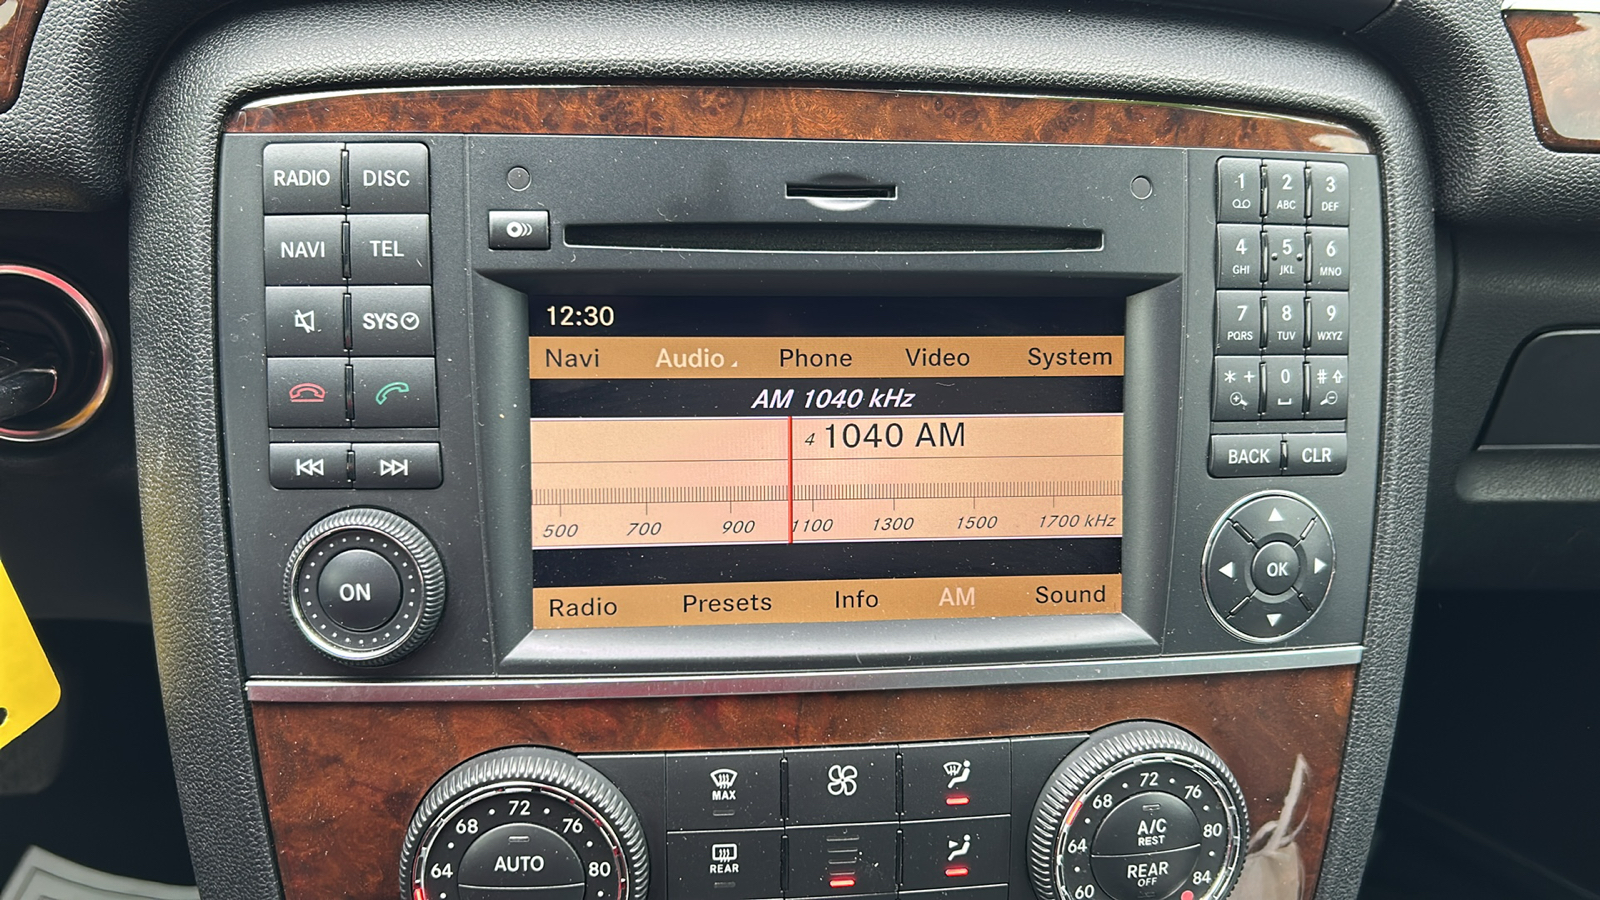 RADIO DISC
NAVI TEL
SYS
ON
12:30
Navi Audio Phone Video System
AM 1040 kHz
4 1040 AM
500 700 900 1100 1300 1500 1700 kHz
Radio Presets Info AM Sound
1 2 ABC 3 DEF
4 GHI 5 JKL 6 MNO
7 PQRS 8 TUV 9 WXYZ
* + 0 #
BACK CLR
OK
64 68 72 76 80
AUTO
MAX
REAR
60 64 68 72 76 80 84
A/C
REST
REAR
OFF